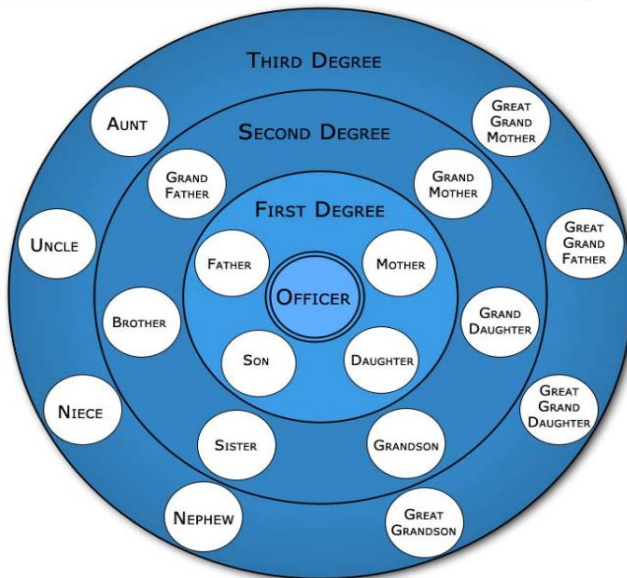 THIRD DEGREE
AUNT
GREAT
GRAND
MOTHER
SECOND DEGREE
GRAND
FATHER
GRAND
MOTHER
FIRST DEGREE
UNCLE
GREAT
GRAND
FATHER
FATHER
MOTHER
OFFICER
BROTHER
GRAND
DAUGHTER
SON
DAUGHTER
NIECE
GREAT
GRAND
DAUGHTER
SISTER
GRANDSON
NEPHEW
GREAT
GRANDSON